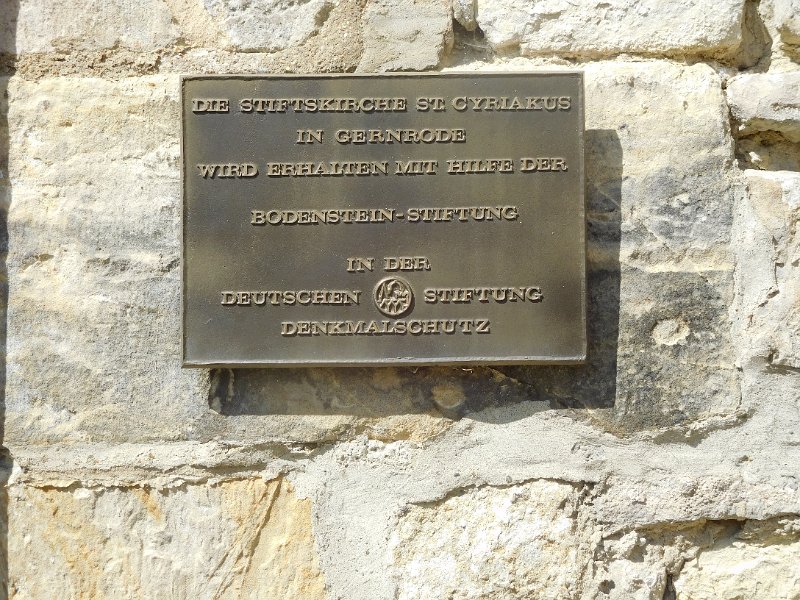 DIE STIFTSKIRCHE ST. CYRIAKUS
IN GERNRODE
WIRD ERHALTEN MIT HILFE DER
BODENSTEIN-STIFTUNG
IN DER
DEUTSCHEN STIFTUNG
DENKMALSCHUTZ